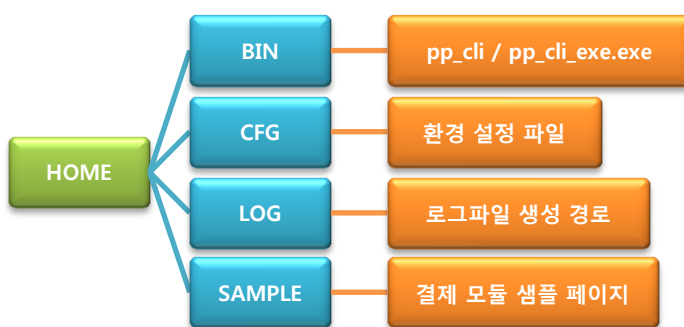 HOME
BIN
pp_cli / pp_cli_exe.exe
CFG
환경 설정 파일
LOG
로그파일 생성 경로
SAMPLE
결제 모듈 샘플 페이지